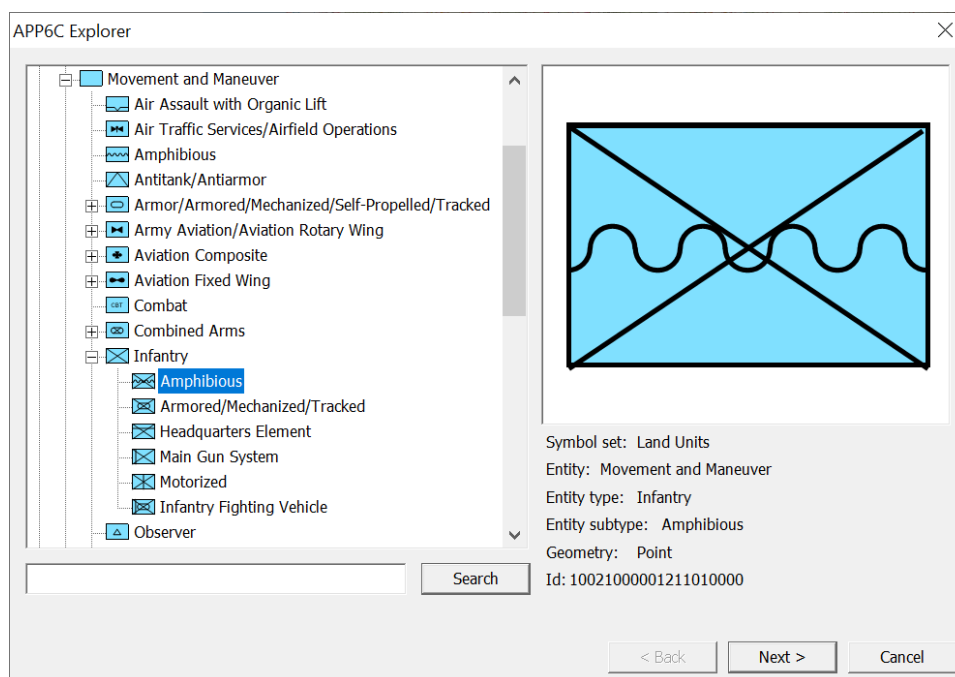 APP6C Explorer
Movement and Maneuver
Air Assault with Organic Lift
Air Traffic Services/Airfield Operations
Amphibious
Antitank/Antiarmor
Armor/Armored/Mechanized/Self-Propelled/Tracked
Army Aviation/Aviation Rotary Wing
Aviation Composite
Aviation Fixed Wing
CBT Combat
Combined Arms
Infantry
Amphibious
Armored/Mechanized/Tracked
Headquarters Element
Main Gun System
Motorized
Infantry Fighting Vehicle
Observer
Search
Symbol set: Land Units
Entity: Movement and Maneuver
Entity type: Infantry
Entity subtype: Amphibious
Geometry: Point
Id: 10021000001211010000
< Back
Next >
Cancel